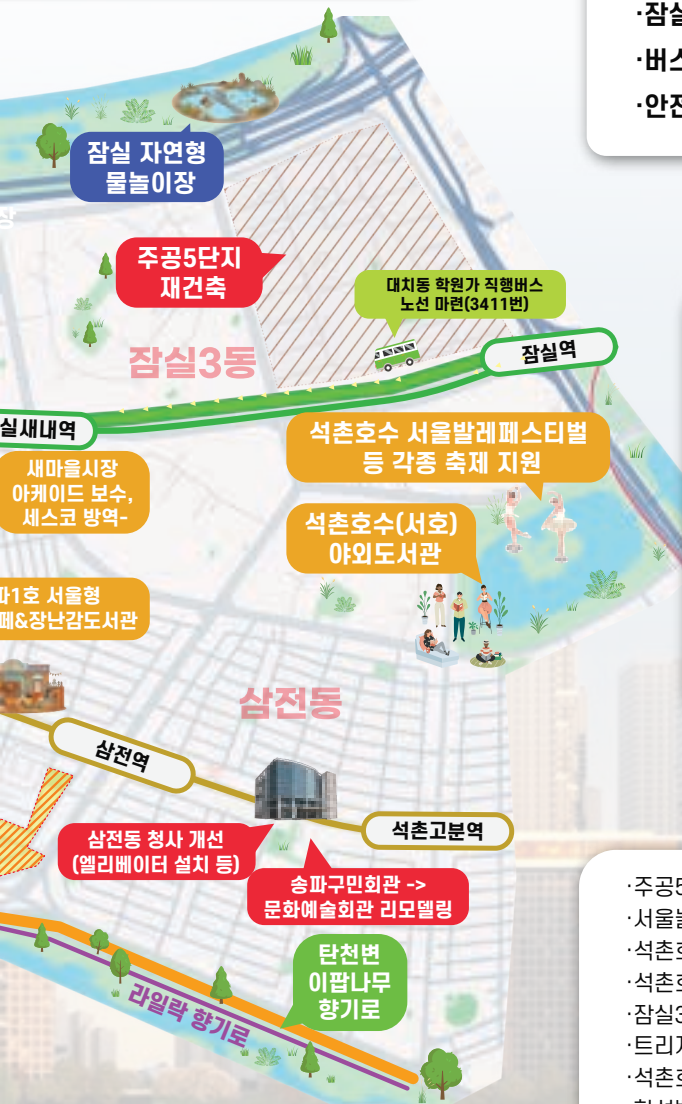 ·잠실
·버스
·안전
잠실 자연형
물놀이장
장
주공5단지
재건축
대치동 학원가 직행버스
노선 마련(3411번)
잠실3동
잠실역
실새내역
석촌호수 서울발레페스티벌
등 각종 축제 지원
새마을시장
아케이드 보수,
세스코 방역-
석촌호수(서호)
야외도서관
파1호 서울형
페&장난감도서관
삼전동
삼전역
석촌고분역
삼전동 청사 개선
(엘리베이터 설치 등)
송파구민회관 ->
문화예술회관 리모델링
탄천변
이팝나무
향기로
라일락 향기로
·주공5
·서울
·석촌호
·석촌호
·잠실3
·트리지
·석촌호